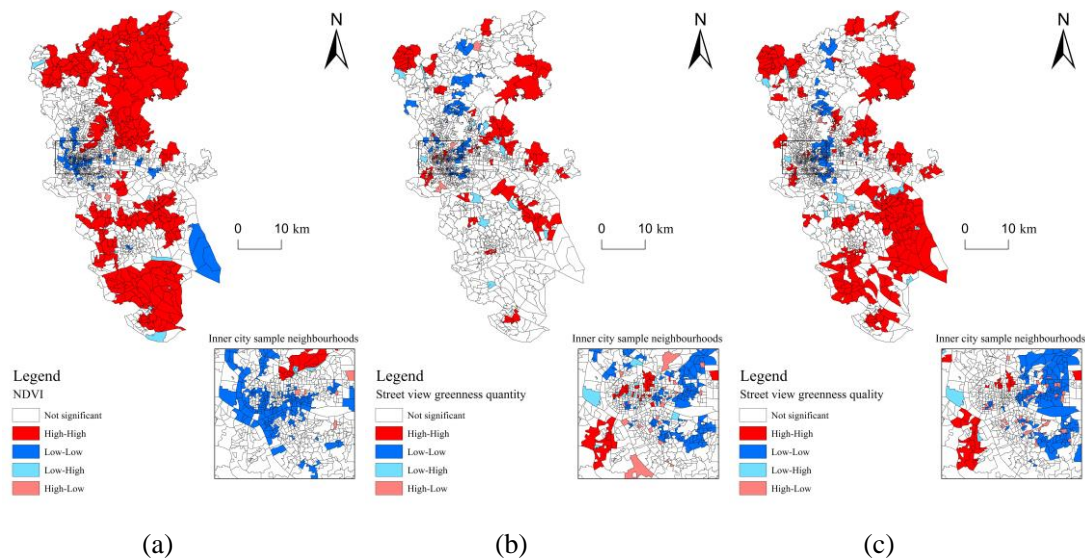 N
0 10 km
Inner city sample neighbourhoods
Legend
NDVI
Not significant
High-High
Low-Low
Low-High
High-Low
(a)
N
0 10 km
Inner city sample neighbourhoods
Legend
Street view greenness quantity
Not significant
High-High
Low-Low
Low-High
High-Low
(b)
N
0 10 km
Inner city sample neighbourhoods
Legend
Street view greenness quality
Not significant
High-High
Low-Low
Low-High
High-Low
(c)